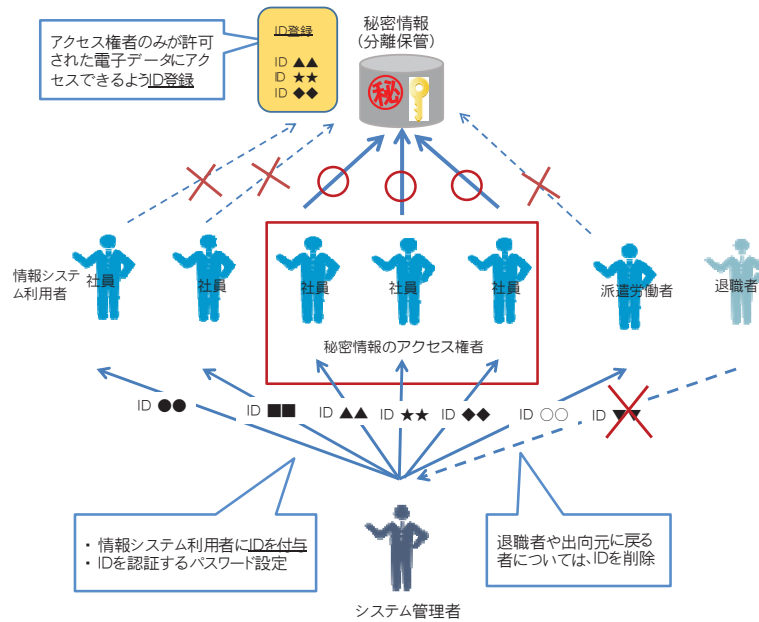 アクセス権者のみが許可
された電子データにアク
セスできるようID登録
ID登録
ID ▲▲
ID ★★
ID ◆◆
秘密情報
(分離保管)
㊙
情報システ
ム利用者
社員
社員
社員
社員
社員
派遣労働者
退職者
秘密情報のアクセス権者
ID ●●
ID ■■
ID ▲▲
ID ★★
ID ◆◆
ID ○○
ID ▼▼
・ 情報システム利用者にIDを付与
・ IDを認証するパスワード設定
退職者や出向元に戻る
者については、IDを削除
システム管理者